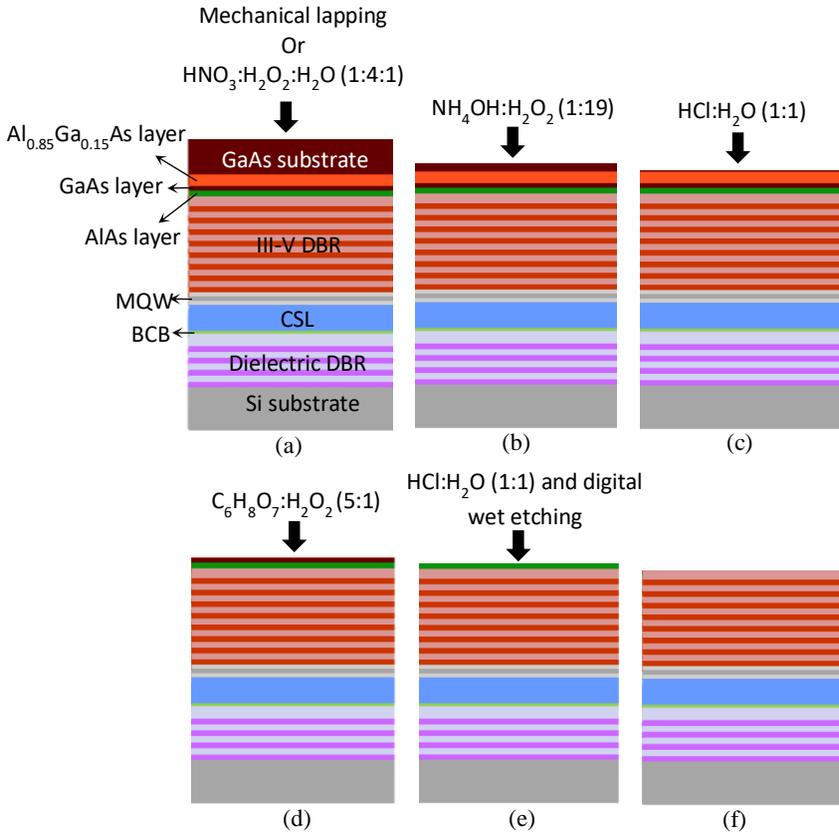 Mechanical lapping
Or
HNO₃:H₂O₂:H₂O (1:4:1)
NH₄OH:H₂O₂ (1:19)
HCl:H₂O (1:1)
Al₀.₈₅Ga₀.₁₅As layer
GaAs substrate
GaAs layer
AlAs layer
III-V DBR
MQW
CSL
BCB
Dielectric DBR
Si substrate
(a)
(b)
(c)
C₆H₈O₇:H₂O₂ (5:1)
HCl:H₂O (1:1) and digital
wet etching
(d)
(e)
(f)